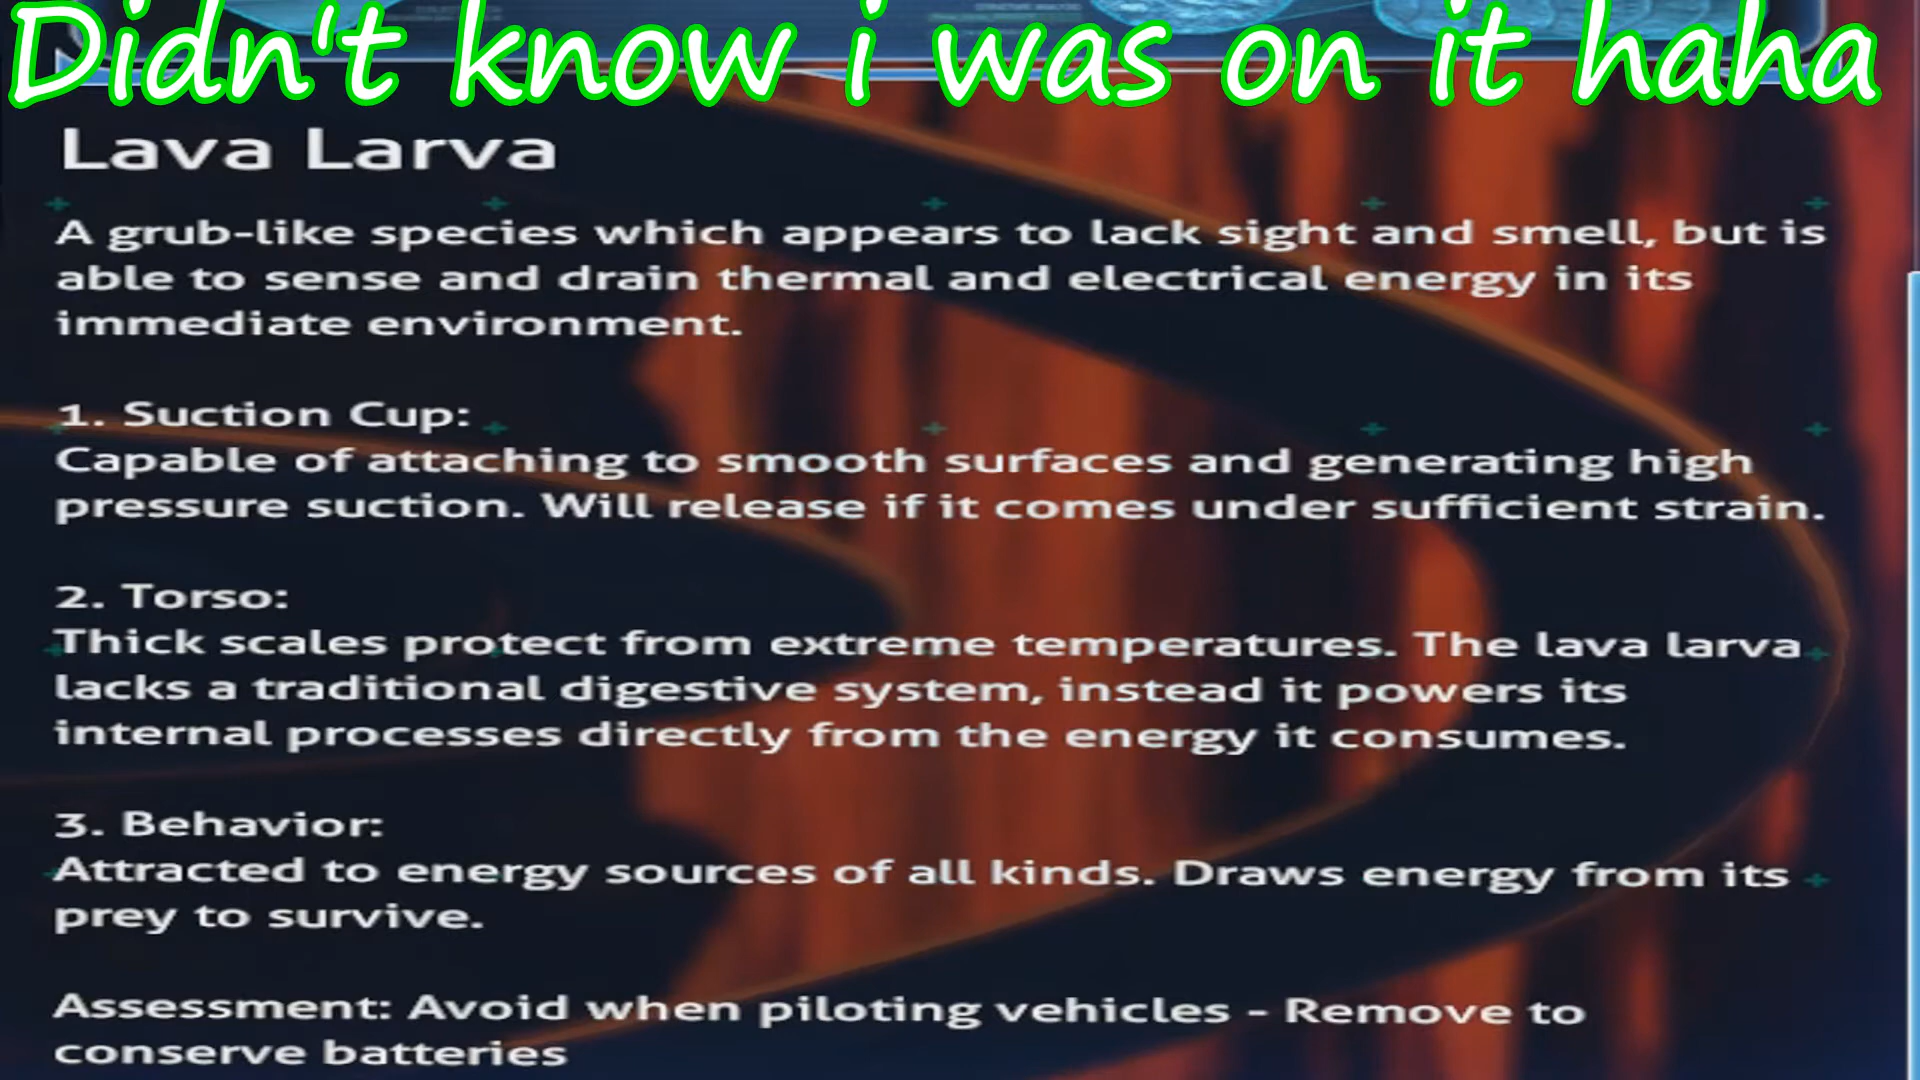 Didn't know i was on it haha
Lava Larva
A grub-like species which appears to lack sight and smell, but is
able to sense and drain thermal and electrical energy in its
immediate environment.
1. Suction Cup:
Capable of attaching to smooth surfaces and generating high
pressure suction. Will release if it comes under sufficient strain.
2. Torso:
Thick scales protect from extreme temperatures. The lava larva
lacks a traditional digestive system, instead it powers its
internal processes directly from the energy it consumes.
3. Behavior:
Attracted to energy sources of all kinds. Draws energy from its
prey to survive.
Assessment: Avoid when piloting vehicles - Remove to
conserve batteries